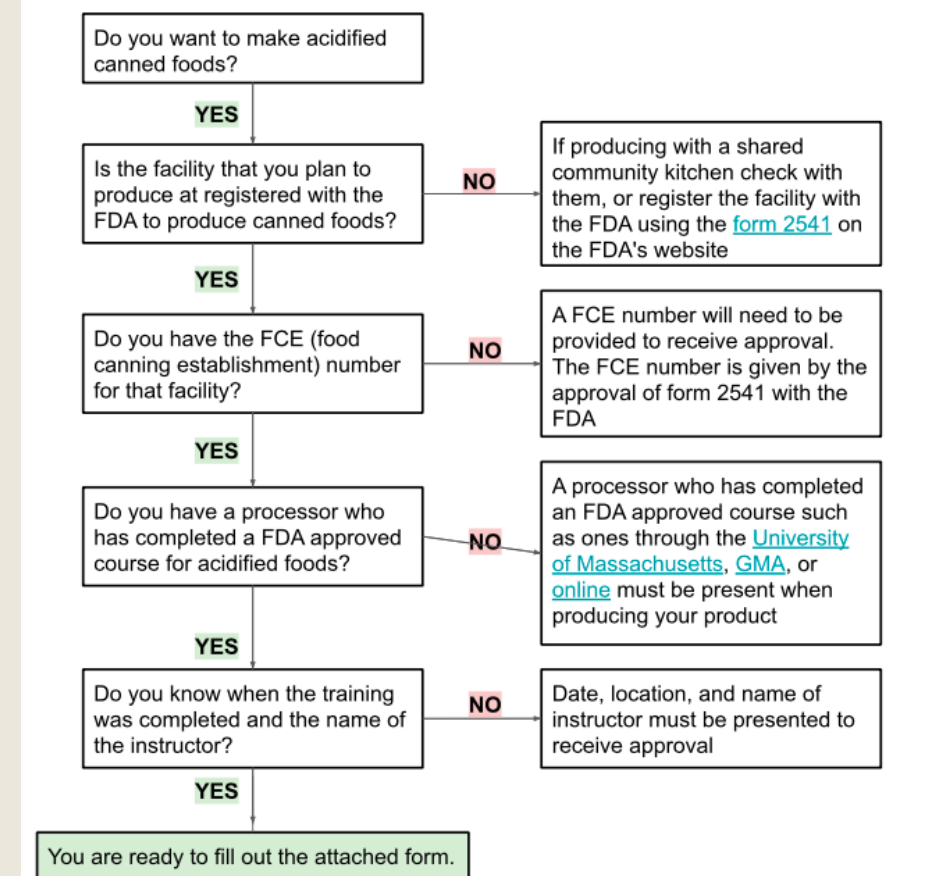 Do you want to make acidified
canned foods?
YES
Is the facility that you plan to
produce at registered with the
FDA to produce canned foods?
NO
If producing with a shared
community kitchen check with
them, or register the facility with
the FDA using the form 2541 on
the FDA's website
YES
Do you have the FCE (food
canning establishment) number
for that facility?
NO
A FCE number will need to be
provided to receive approval.
The FCE number is given by the
approval of form 2541 with the
FDA
YES
Do you have a processor who
has completed a FDA approved
course for acidified foods?
NO
A processor who has completed
an FDA approved course such
as ones through the University
of Massachusetts, GMA, or
online must be present when
producing your product
YES
Do you know when the training
was completed and the name of
the instructor?
NO
Date, location, and name of
instructor must be presented to
receive approval
YES
You are ready to fill out the attached form.